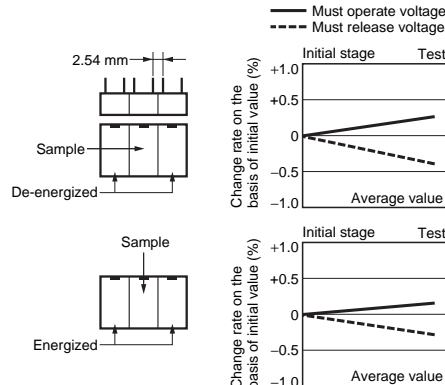 Must operate voltage
Must release voltage
2.54 mm
Sample
De-energized
Initial stage Test
Change rate on the
basis of initial value (%)
+1.0
+0.5
0
−0.5
−1.0
Average value
Sample
Energized
Initial stage Test
Change rate on the
basis of initial value (%)
+1.0
+0.5
0
−0.5
−1.0
Average value